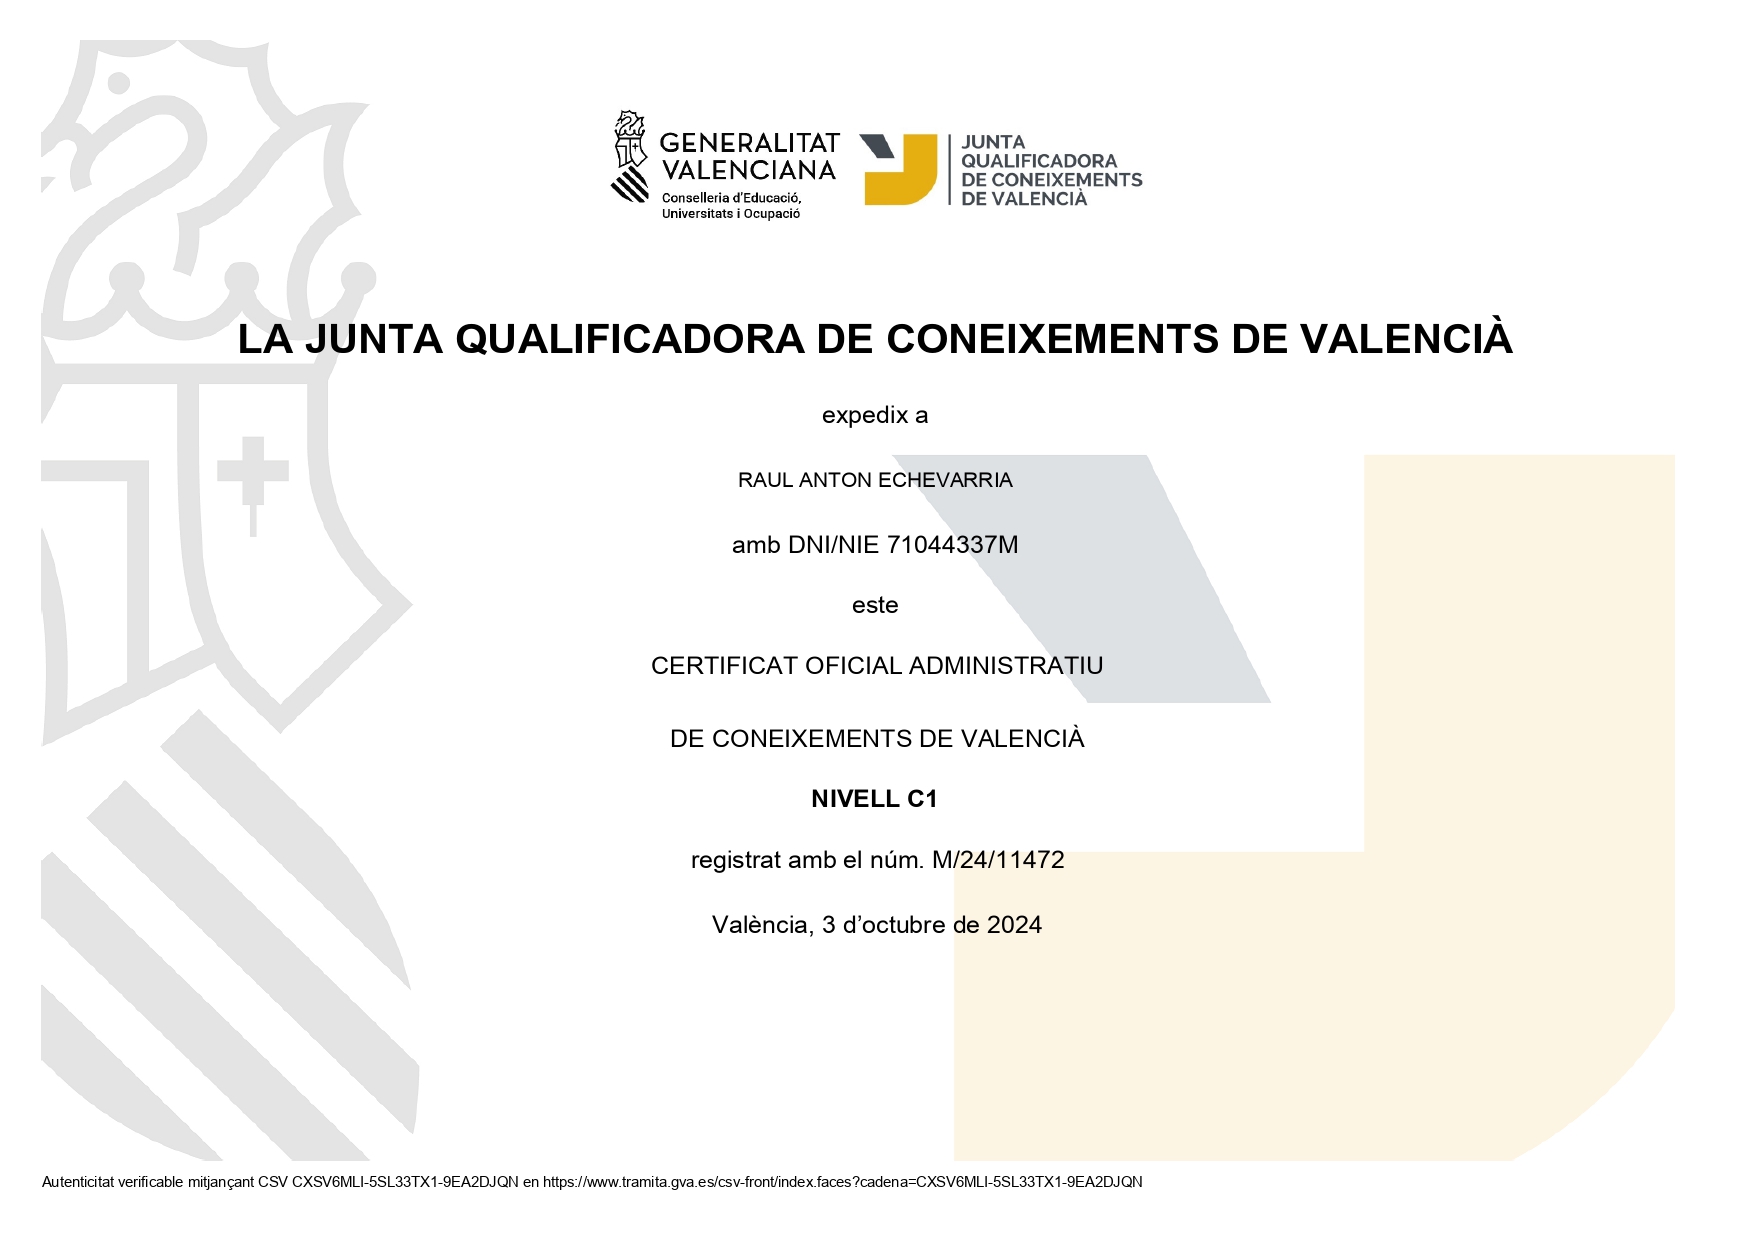 GENERALITAT
VALENCIANA
Conselleria d'Educació,
Universitats i Ocupació
JUNTA
QUALIFICADORA
DE CONEIXEMENTS
DE VALENCIÀ
LA JUNTA QUALIFICADORA DE CONEIXEMENTS DE VALENCIÀ
expedix a
RAUL ANTON ECHEVARRIA
amb DNI/NIE 71044337M
este
CERTIFICAT OFICIAL ADMINISTRATIU
DE CONEIXEMENTS DE VALENCIÀ
NIVELL C1
registrat amb el núm. M/24/11472
València, 3 d’octubre de 2024
Autenticitat verificable mitjançant CSV CXSV6MLI-5SL33TX1-9EA2DJQN en https://www.tramita.gva.es/csv-front/index.faces?cadena=CXSV6MLI-5SL33TX1-9EA2DJQN